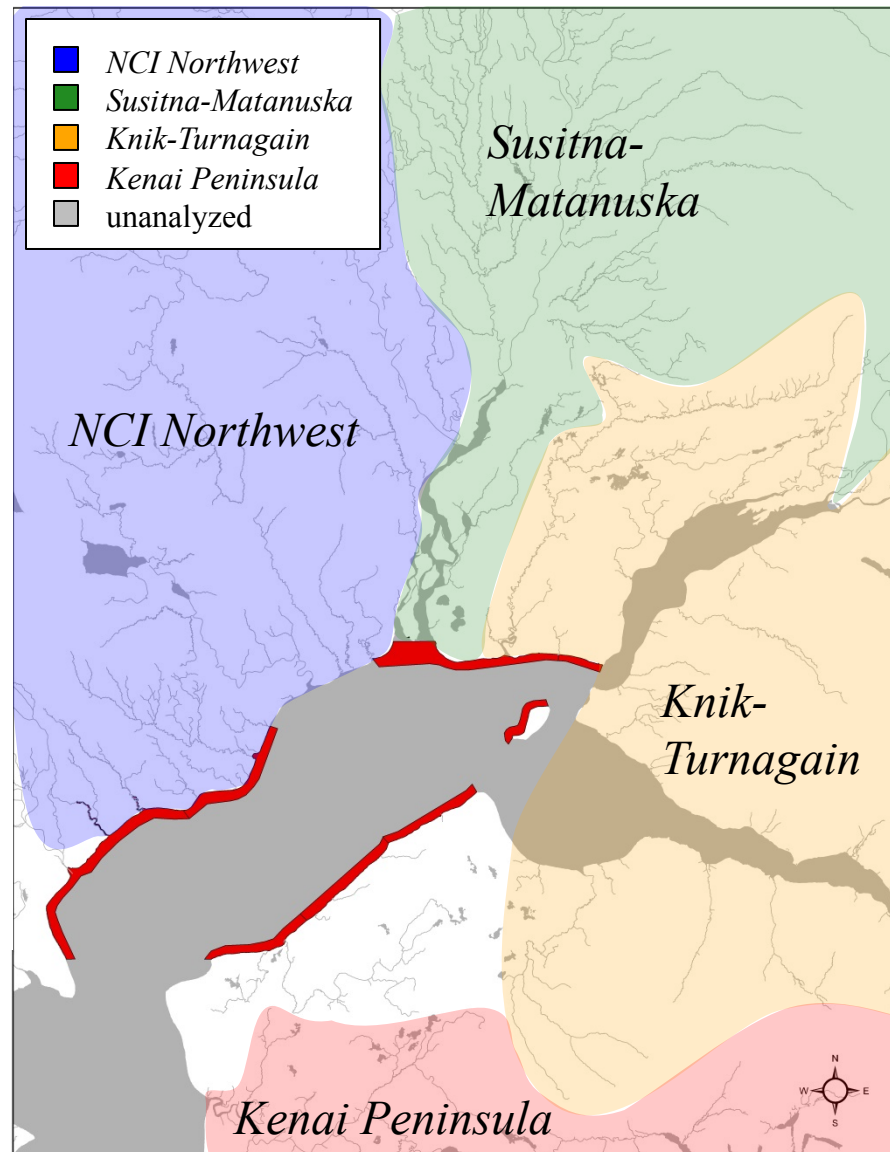 NCI Northwest
Susitna-Matanuska
Knik-Turnagain
Kenai Peninsula
unanalyzed
Susitna-
Matanuska
NCI Northwest
Knik-
Turnagain
Kenai Peninsula
N
W E
S